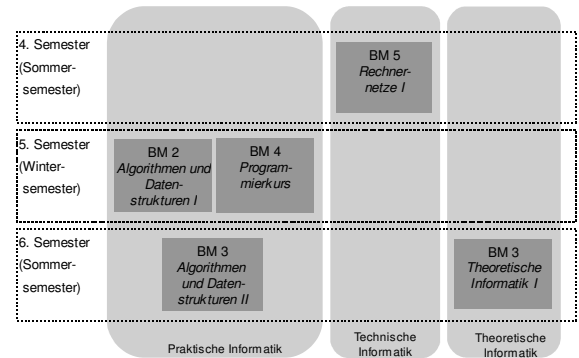 4. Semester
(Sommer-
semester)
BM 5
Rechner-
netze I
5. Semester
(Winter-
semester)
BM 2
Algorithmen und
Daten-
strukturen I
BM 4
Program-
mierkurs
6. Semester
(Sommer-
semester)
BM 3
Algorithmen
und Daten-
strukturen II
BM 3
Theoretische
Informatik I
Praktische Informatik
Technische
Informatik
Theoretische
Informatik